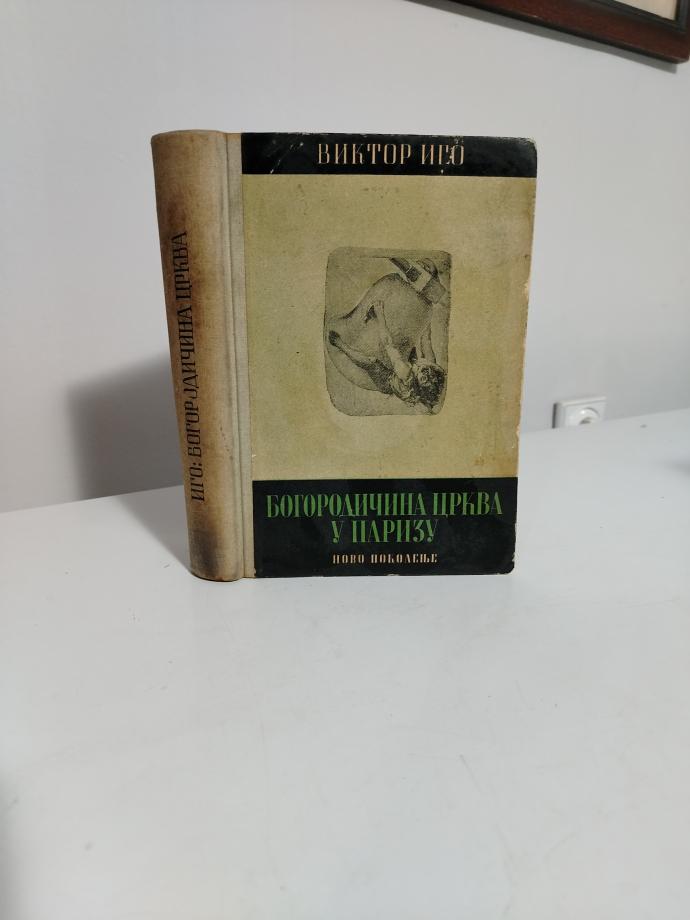 ИГО: БОГОРОДИЧИНА ЦРКВА
ВИКТОР ИГО
БОГОРОДИЧИНА ЦРКВА
У ПАРИЗУ
НОВО ПОКОЛЕЊЕ